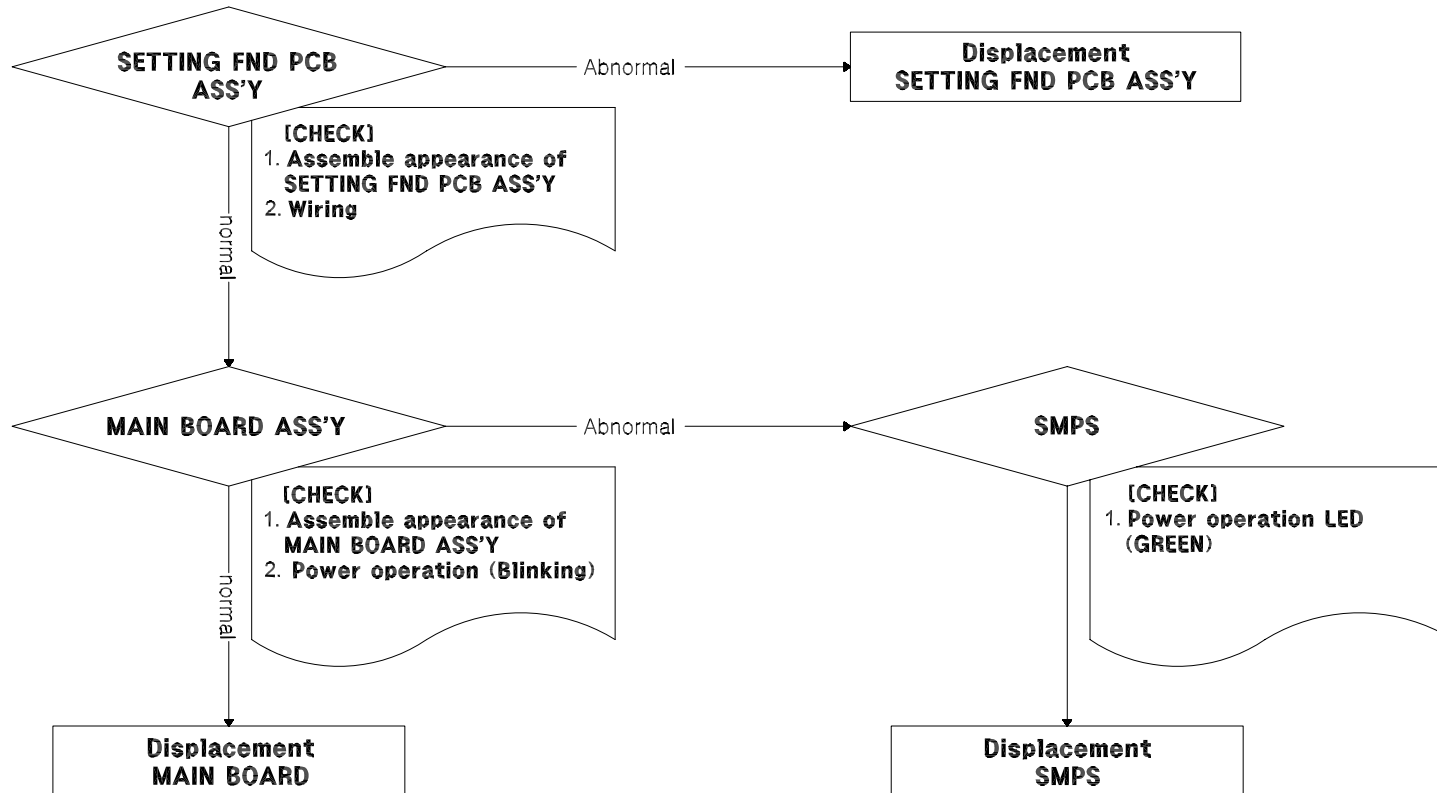 SETTING FND PCB
ASS'Y
Abnormal
Displacement
SETTING FND PCB ASS'Y
[CHECK]
1. Assemble appearance of
SETTING FND PCB ASS'Y
2. Wiring
normal
MAIN BOARD ASS'Y
Abnormal
SMPS
[CHECK]
1. Assemble appearance of
MAIN BOARD ASS'Y
2. Power operation (Blinking)
[CHECK]
1. Power operation LED
(GREEN)
normal
Displacement
MAIN BOARD
Displacement
SMPS